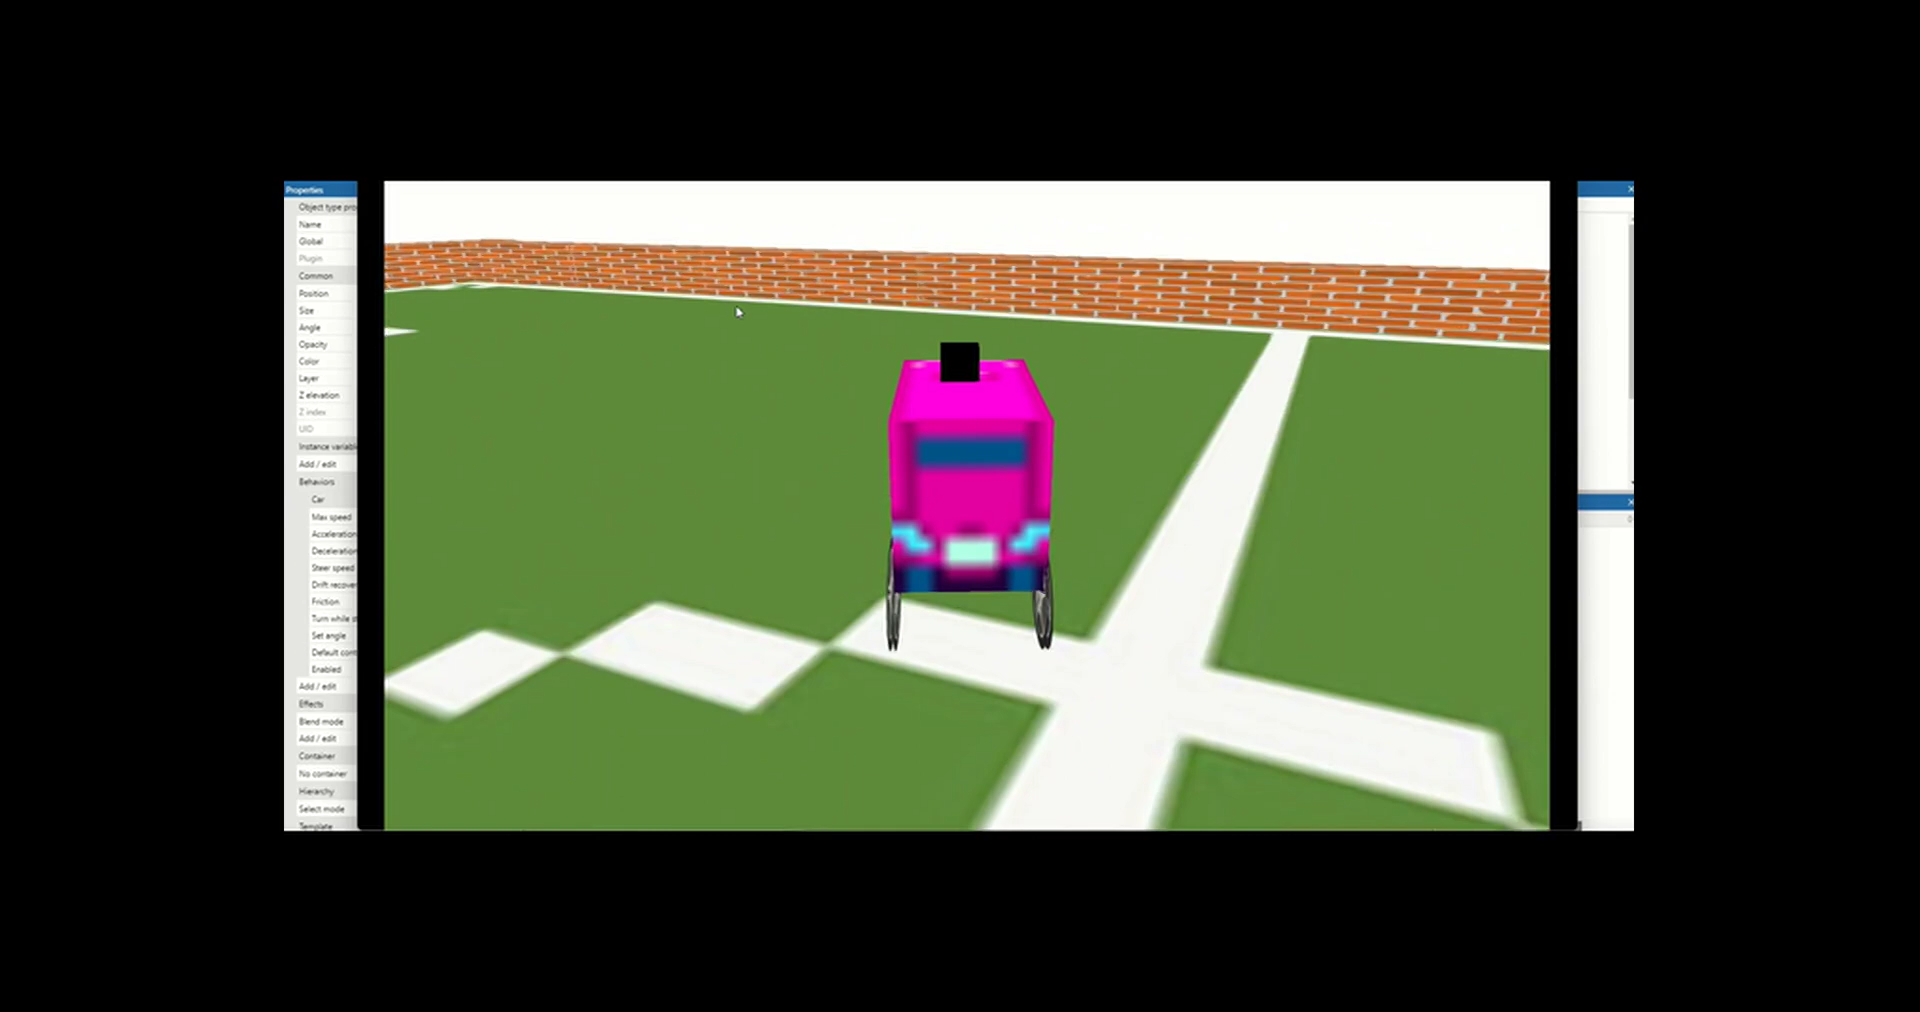 Properties
Object type pro
Name
Global
Plugin
Common
Position
Size
Angle
Opacity
Color
Layer
Z elevation
Z index
UID
Instance variabl
Add / edit
Behaviors
Car
Max speed
Acceleration
Deceleration
Steer speed
Drift recover
Friction
Turn while s
Set angle
Default cont
Enabled
Add / edit
Effects
Blend mode
Add / edit
Container
No container
Hierarchy
Select mode
Template